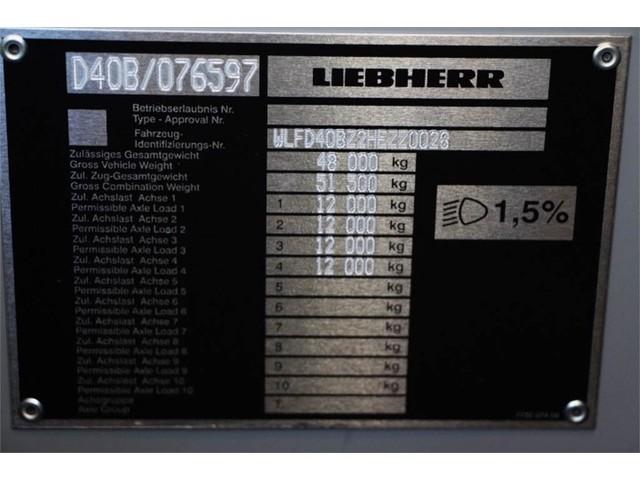 D40B/076597 LIEBHERR
Betriebserlaubnis Nr.
Type - Approval Nr.
Fahrzeug-
Identifizierungs-Nr. WLFD40BZ2HEZZ0028
Zulässiges Gesamtgewicht
Gross Vehicle Weight 48 000 kg
Zul. Zug-Gesamtgewicht
Gross Combination Weight 51 500 kg
Zul. Achslast Achse 1
Permissible Axle Load 1 1 12 000 kg
Zul. Achslast Achse 2
Permissible Axle Load 2 2 12 000 kg
Zul. Achslast Achse 3
Permissible Axle Load 3 3 12 000 kg
Zul. Achslast Achse 4
Permissible Axle Load 4 4 12 000 kg
1,5%
Zul. Achslast Achse 5
Permissible Axle Load 5 5 kg
Zul. Achslast Achse 6
Permissible Axle Load 6 6 kg
Zul. Achslast Achse 7
Permissible Axle Load 7 7 kg
Zul. Achslast Achse 8
Permissible Axle Load 8 8 kg
Zul. Achslast Achse 9
Permissible Axle Load 9 9 kg
Zul. Achslast Achse 10
Permissible Axle Load 10 10 kg
Achsgruppe
Axle Group T.